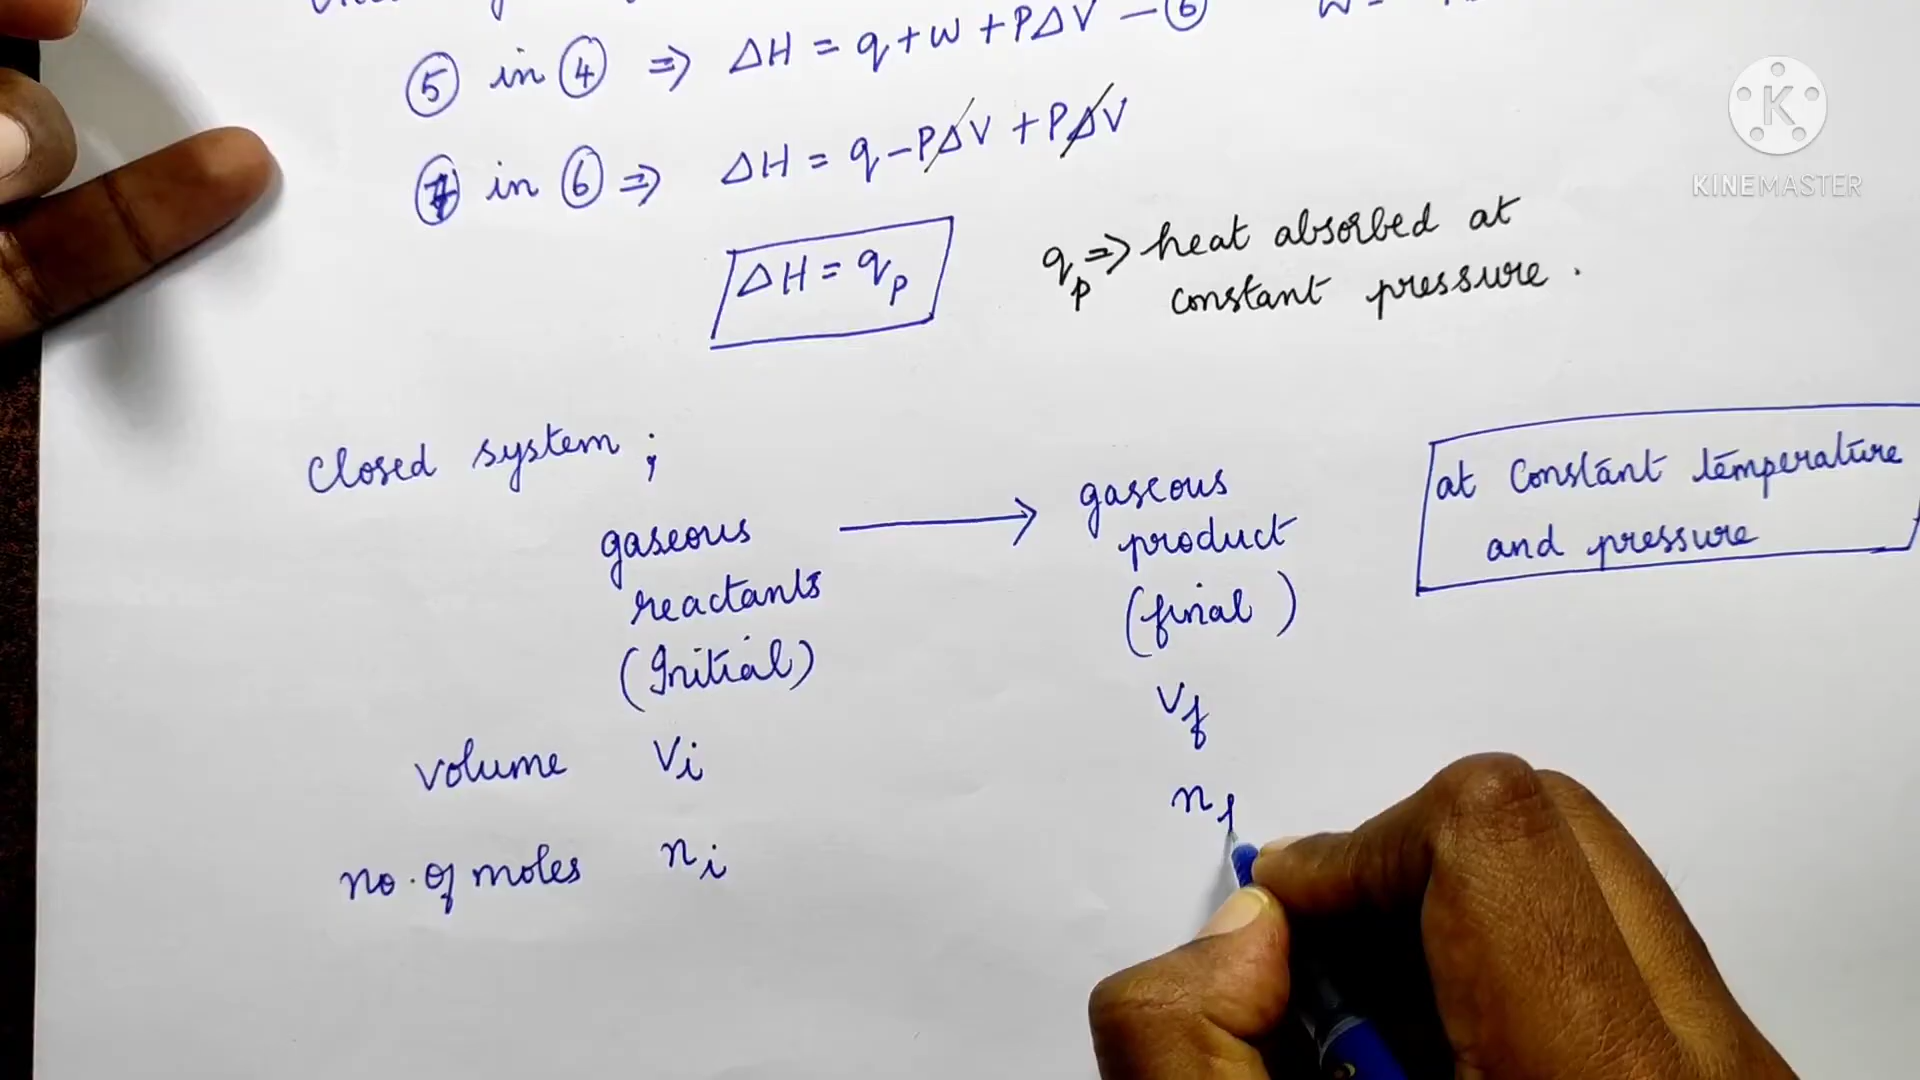 ⑤ in ④ ⇒ ΔH = q + w + PΔV — ⑥
⑦ in ⑥ ⇒ ΔH = q - PΔV + PΔV
ΔH = qp
qp ⇒ heat absorbed at
constant pressure.
Closed system ;
gaseous
reactants
(Initial)
⟶
gaseous
product
(final)
at Constant temperature
and pressure
volume Vi Vf
no. of moles ni nf
K
KINEMASTER